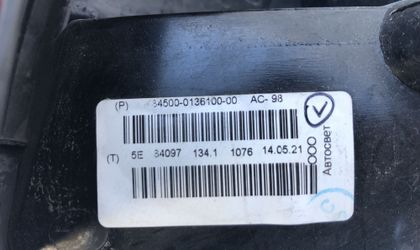 (P) 84500-0136100-00 AC-98
(T) 5E 84097 134.1 1076 14.05.21
ООО Автосвет